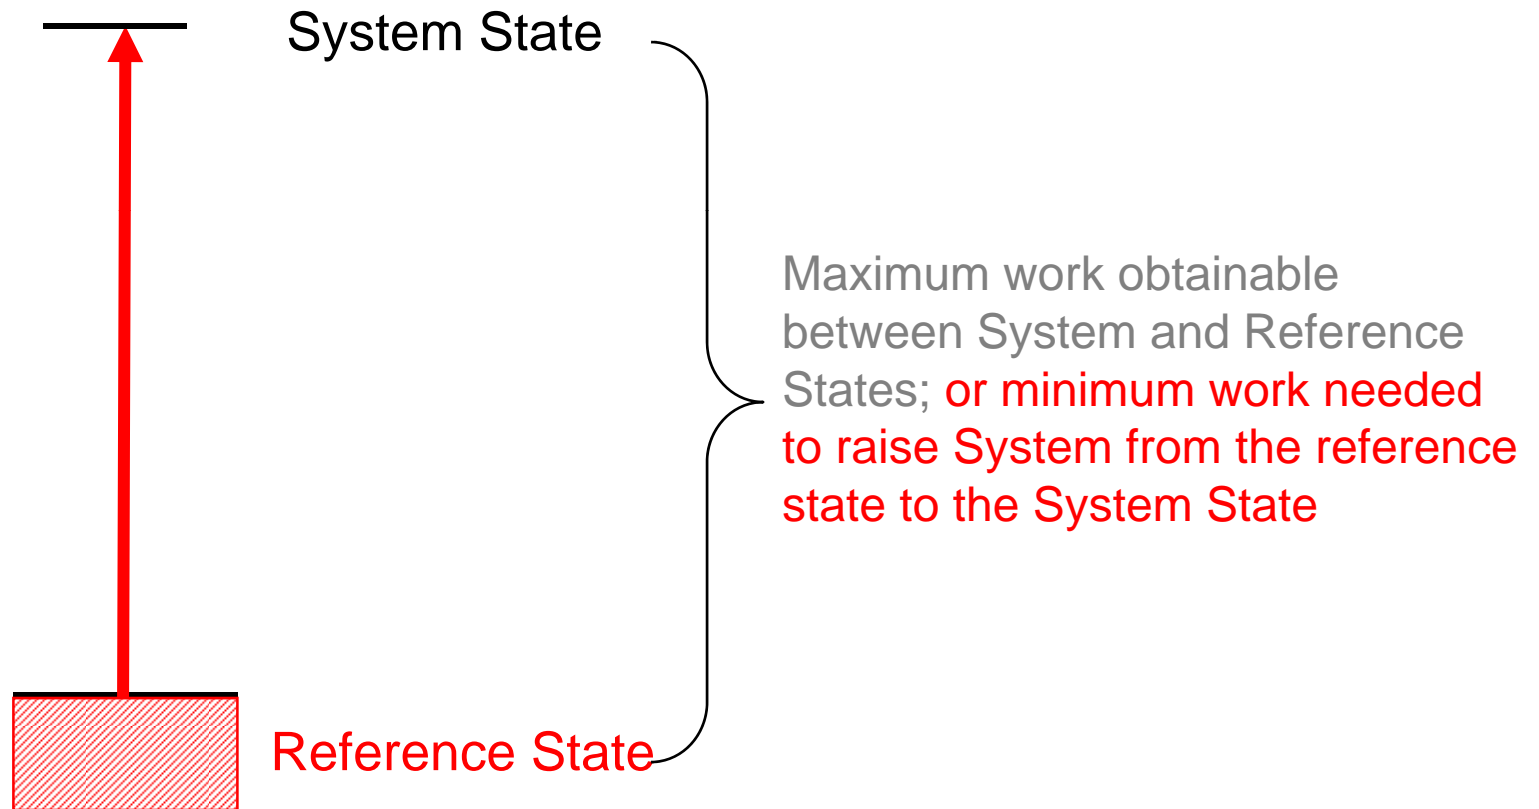 System State
Maximum work obtainable
between System and Reference
States; or minimum work needed
to raise System from the reference
state to the System State
Reference State